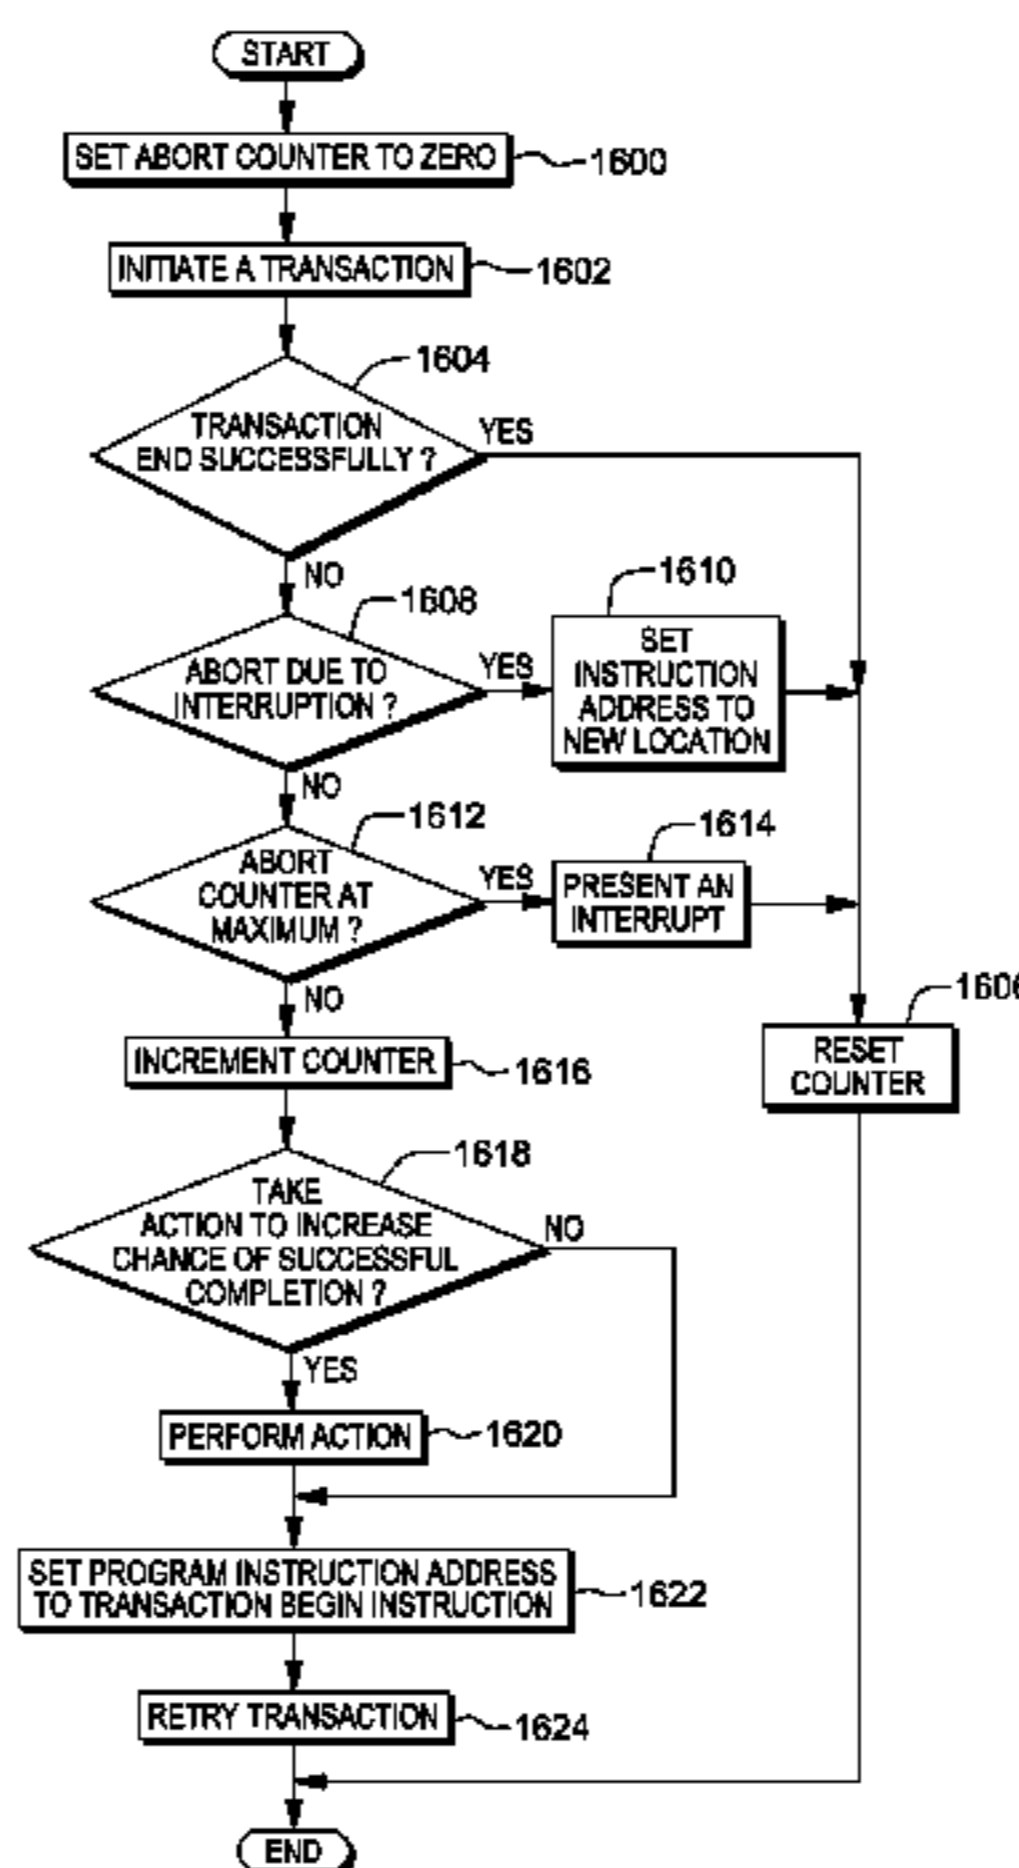 START
SET ABORT COUNTER TO ZERO
1600
INITIATE A TRANSACTION
1602
1604
TRANSACTION
END SUCCESSFULLY ?
YES
NO
1608
ABORT DUE TO
INTERRUPTION ?
YES
1610
SET
INSTRUCTION
ADDRESS TO
NEW LOCATION
NO
1612
ABORT
COUNTER AT
MAXIMUM ?
YES
1614
PRESENT AN
INTERRUPT
NO
1606
RESET
COUNTER
INCREMENT COUNTER
1616
1618
TAKE
ACTION TO INCREASE
CHANCE OF SUCCESSFUL
COMPLETION ?
NO
YES
PERFORM ACTION
1620
SET PROGRAM INSTRUCTION ADDRESS
TO TRANSACTION BEGIN INSTRUCTION
1622
RETRY TRANSACTION
1624
END